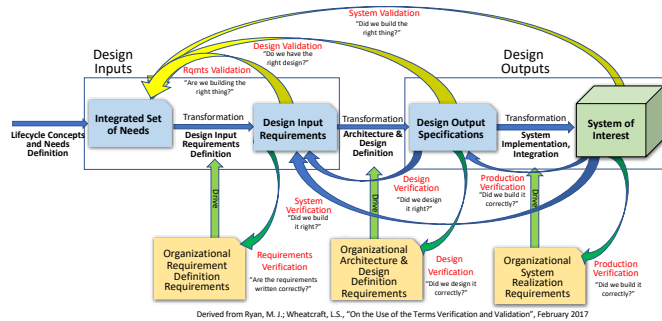 System Validation
"Did we build
the right thing?"
Design
Inputs
Design Validation
"Do we have
the right design?"
Design
Outputs
Rqmts Validation
"Are we building
the right thing?"
Integrated Set
of Needs
Transformation
Design Input
Requirements
Transformation
Design Output
Specifications
Transformation
System of
Interest
Lifecycle Concepts
and Needs
Definition
Design Input
Requirements
Definition
Architecture &
Design
Definition
System
Implementation,
Integration
Drive
System
Verification
"Did we build
it right?"
Drive
Design
Verification
"Did we design
it right?"
Production
Verification
"Did we build it
correctly?"
Drive
Organizational
Requirement
Definition
Requirements
Requirements
Verification
"Are the requirements
written correctly?"
Organizational
Architecture &
Design Definition
Requirements
Design
Verification
"Did we design it
correctly?"
Organizational
System
Realization
Requirements
Production
Verification
"Did we build it
correctly?"
Derived from Ryan, M. J.; Wheatcraft, L.S., "On the Use of the Terms Verification and Validation", February 2017